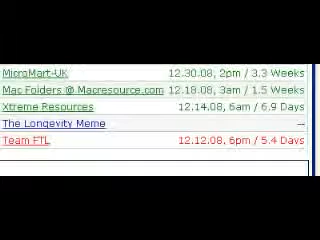 MicroMart-UK 12.30.08, 2pm / 3.3 Weeks
Mac Folders @ Macresource.com 12.18.08, 3am / 1.5 Weeks
Xtreme Resources 12.14.08, 6am / 6.9 Days
The Longevity Meme --
Team FTL 12.12.08, 6pm / 5.4 Days